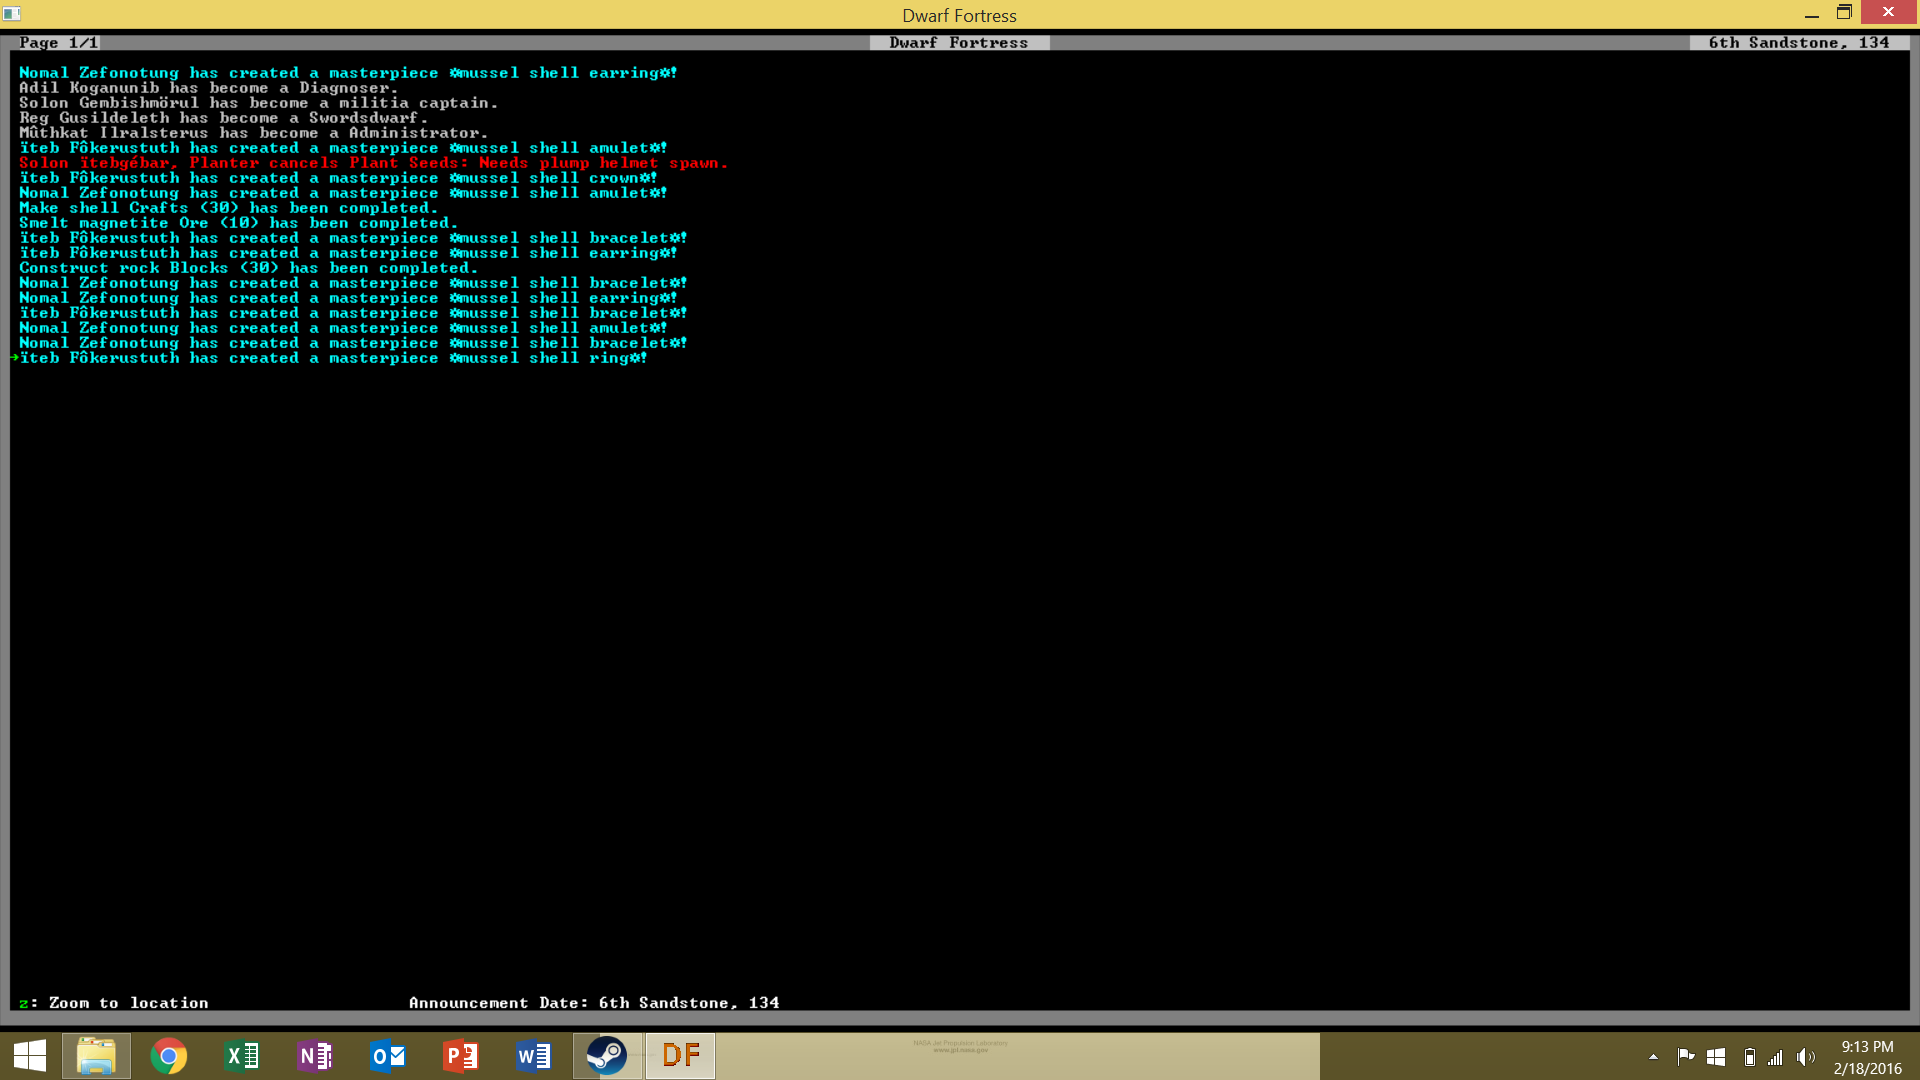 Dwarf Fortress
Page 1/1 Dwarf Fortress 6th Sandstone, 134
Nomal Zefonotung has created a masterpiece ☼mussel shell earring☼!
Adil Koganunib has become a Diagnoser.
Solon Gembishmörul has become a militia captain.
Reg Gusildeleth has become a Swordsdwarf.
Mûthkat Ilralsterus has become a Administrator.
ïteb Fôkerustuth has created a masterpiece ☼mussel shell amulet☼!
Solon ïtebgébar, Planter cancels Plant Seeds: Needs plump helmet spawn.
ïteb Fôkerustuth has created a masterpiece ☼mussel shell crown☼!
Nomal Zefonotung has created a masterpiece ☼mussel shell amulet☼!
Make shell Crafts (30) has been completed.
Smelt magnetite Ore (10) has been completed.
ïteb Fôkerustuth has created a masterpiece ☼mussel shell bracelet☼!
ïteb Fôkerustuth has created a masterpiece ☼mussel shell earring☼!
Construct rock Blocks (30) has been completed.
Nomal Zefonotung has created a masterpiece ☼mussel shell bracelet☼!
Nomal Zefonotung has created a masterpiece ☼mussel shell earring☼!
ïteb Fôkerustuth has created a masterpiece ☼mussel shell bracelet☼!
Nomal Zefonotung has created a masterpiece ☼mussel shell amulet☼!
Nomal Zefonotung has created a masterpiece ☼mussel shell bracelet☼!
→ïteb Fôkerustuth has created a masterpiece ☼mussel shell ring☼!
z: Zoom to location Announcement Date: 6th Sandstone, 134
NASA Jet Propulsion Laboratory
www.jpl.nasa.gov
DF
9:13 PM
2/18/2016